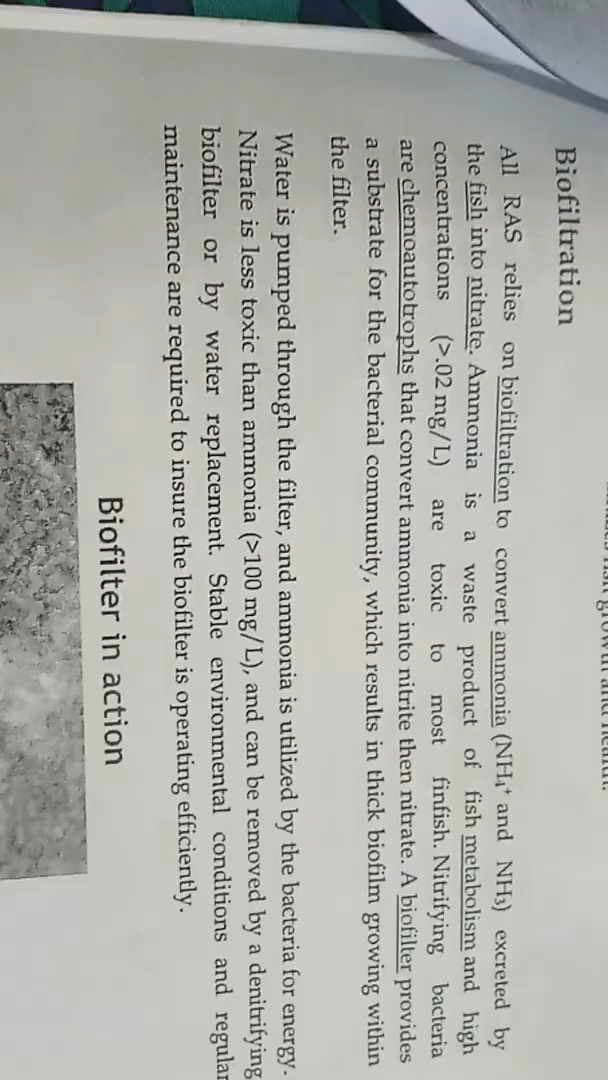 growth and health.
Biofiltration
All RAS relies on biofiltration to convert ammonia (NH₄⁺ and NH₃) excreted by
the fish into nitrate. Ammonia is a waste product of fish metabolism and high
concentrations (>.02 mg/L) are toxic to most finfish. Nitrifying bacteria
are chemoautotrophs that convert ammonia into nitrite then nitrate. A biofilter provides
a substrate for the bacterial community, which results in thick biofilm growing within
the filter.
Water is pumped through the filter, and ammonia is utilized by the bacteria for energy.
Nitrate is less toxic than ammonia (>100 mg/L), and can be removed by a denitrifying
biofilter or by water replacement. Stable environmental conditions and regular
maintenance are required to insure the biofilter is operating efficiently.
Biofilter in action